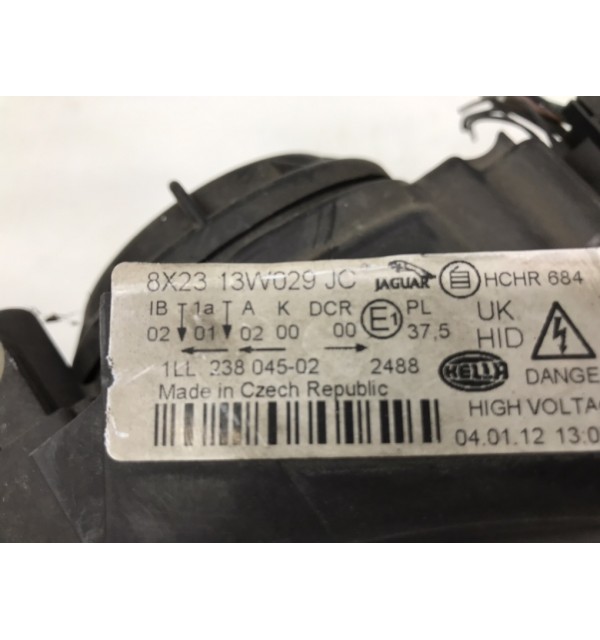 8X23 13W029 JC JAGUAR HCHR 684
IB 1a A K DCR PL UK
02 01 02 00 00 E1 37,5 HID
1LL 238 045-02 2488 HELLA DANGE
Made in Czech Republic HIGH VOLTA
04.01.12 13:0